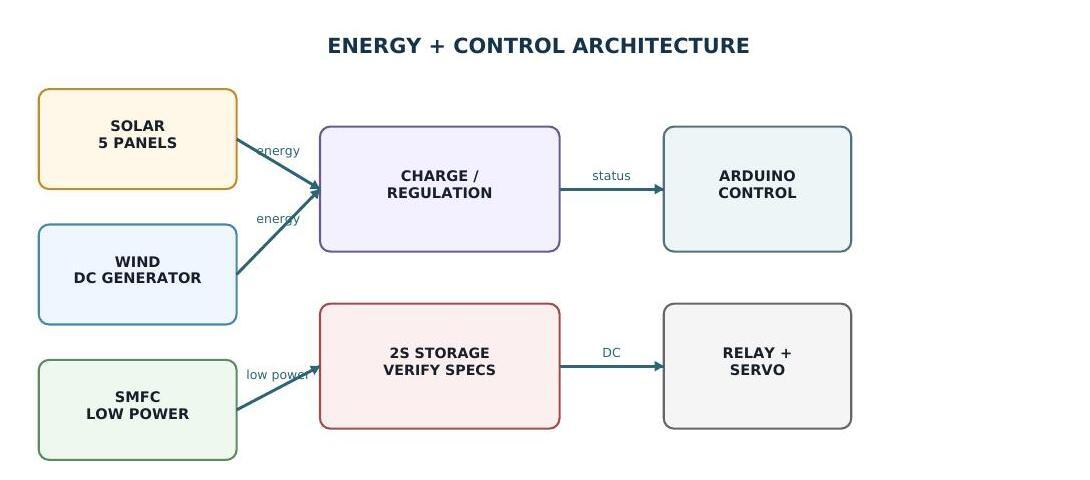 ENERGY + CONTROL ARCHITECTURE
SOLAR
5 PANELS
energy
CHARGE /
REGULATION
status
ARDUINO
CONTROL
WIND
DC GENERATOR
energy
2S STORAGE
VERIFY SPECS
DC
RELAY +
SERVO
SMFC
LOW POWER
low power